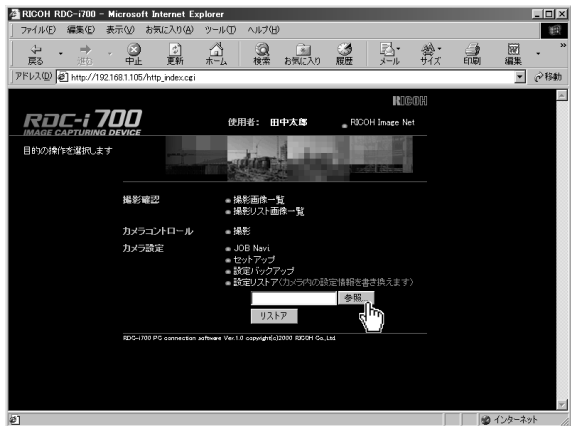 RICOH RDC-i700 - Microsoft Internet Explorer
ファイル(F) 編集(E) 表示(V) お気に入り(A) ツール(T) ヘルプ(H)
戻る 進む 中止 更新 ホーム 検索 お気に入り 履歴 メール サイズ 印刷 編集
アドレス(D) http://192.168.1.105/http_index.cgi 移動
RICOH
RDC-i 700
IMAGE CAPTURING DEVICE
使用者： 田中太郎 RICOH Image Net
目的の操作を選択します
撮影確認 撮影画像一覧
撮影リスト画像一覧
カメラコントロール 撮影
カメラ設定 JOB Navi
セットアップ
設定バックアップ
設定リストア(カメラ内の設定情報を書き換えます)
参照...
リストア
RDC-i700 PC connection software Ver.1.0 copyright(c)2000 RICOH Co.,Ltd
インターネット